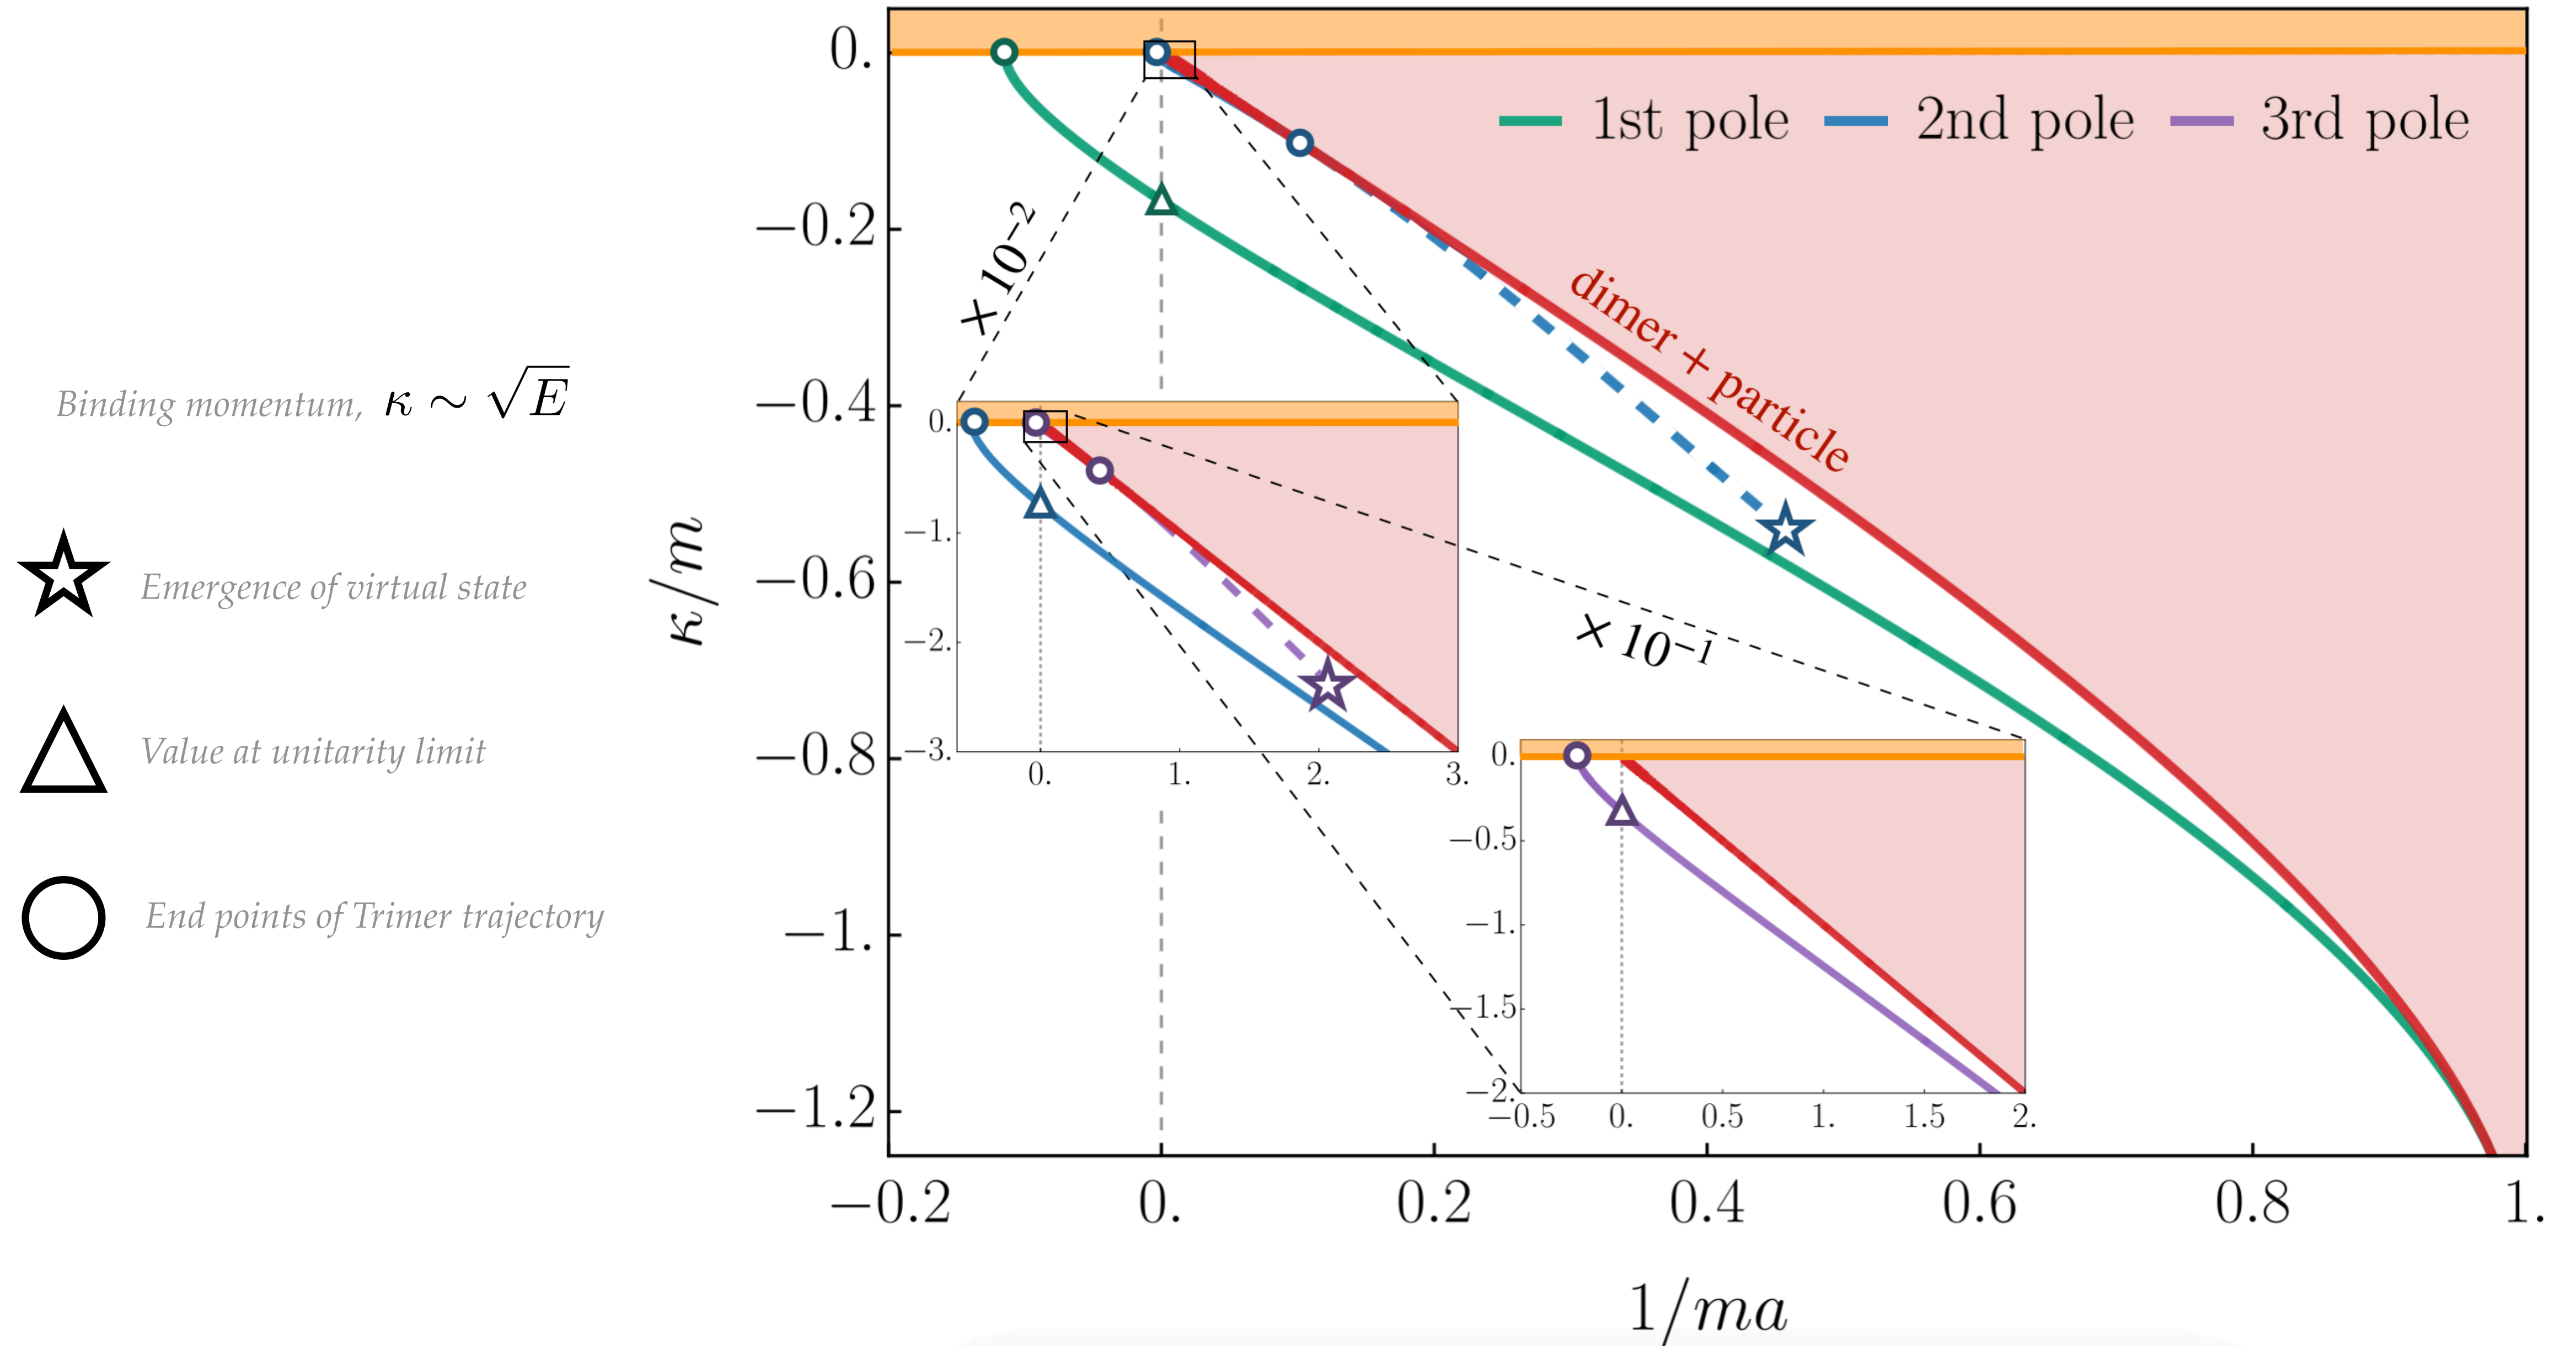 Binding momentum, κ ∼ √E
Emergence of virtual state
Value at unitarity limit
End points of Trimer trajectory
κ/m
0.
−0.2
−0.4
−0.6
−0.8
−1.
−1.2
1st pole 2nd pole 3rd pole
dimer + particle
× 10⁻²
0.
−1.
−2.
−3.
0. 1. 2. 3.
× 10⁻¹
0.
−0.5
−1.
−1.5
−2.
−0.5 0. 0.5 1. 1.5 2.
−0.2 0. 0.2 0.4 0.6 0.8 1.
1/ma